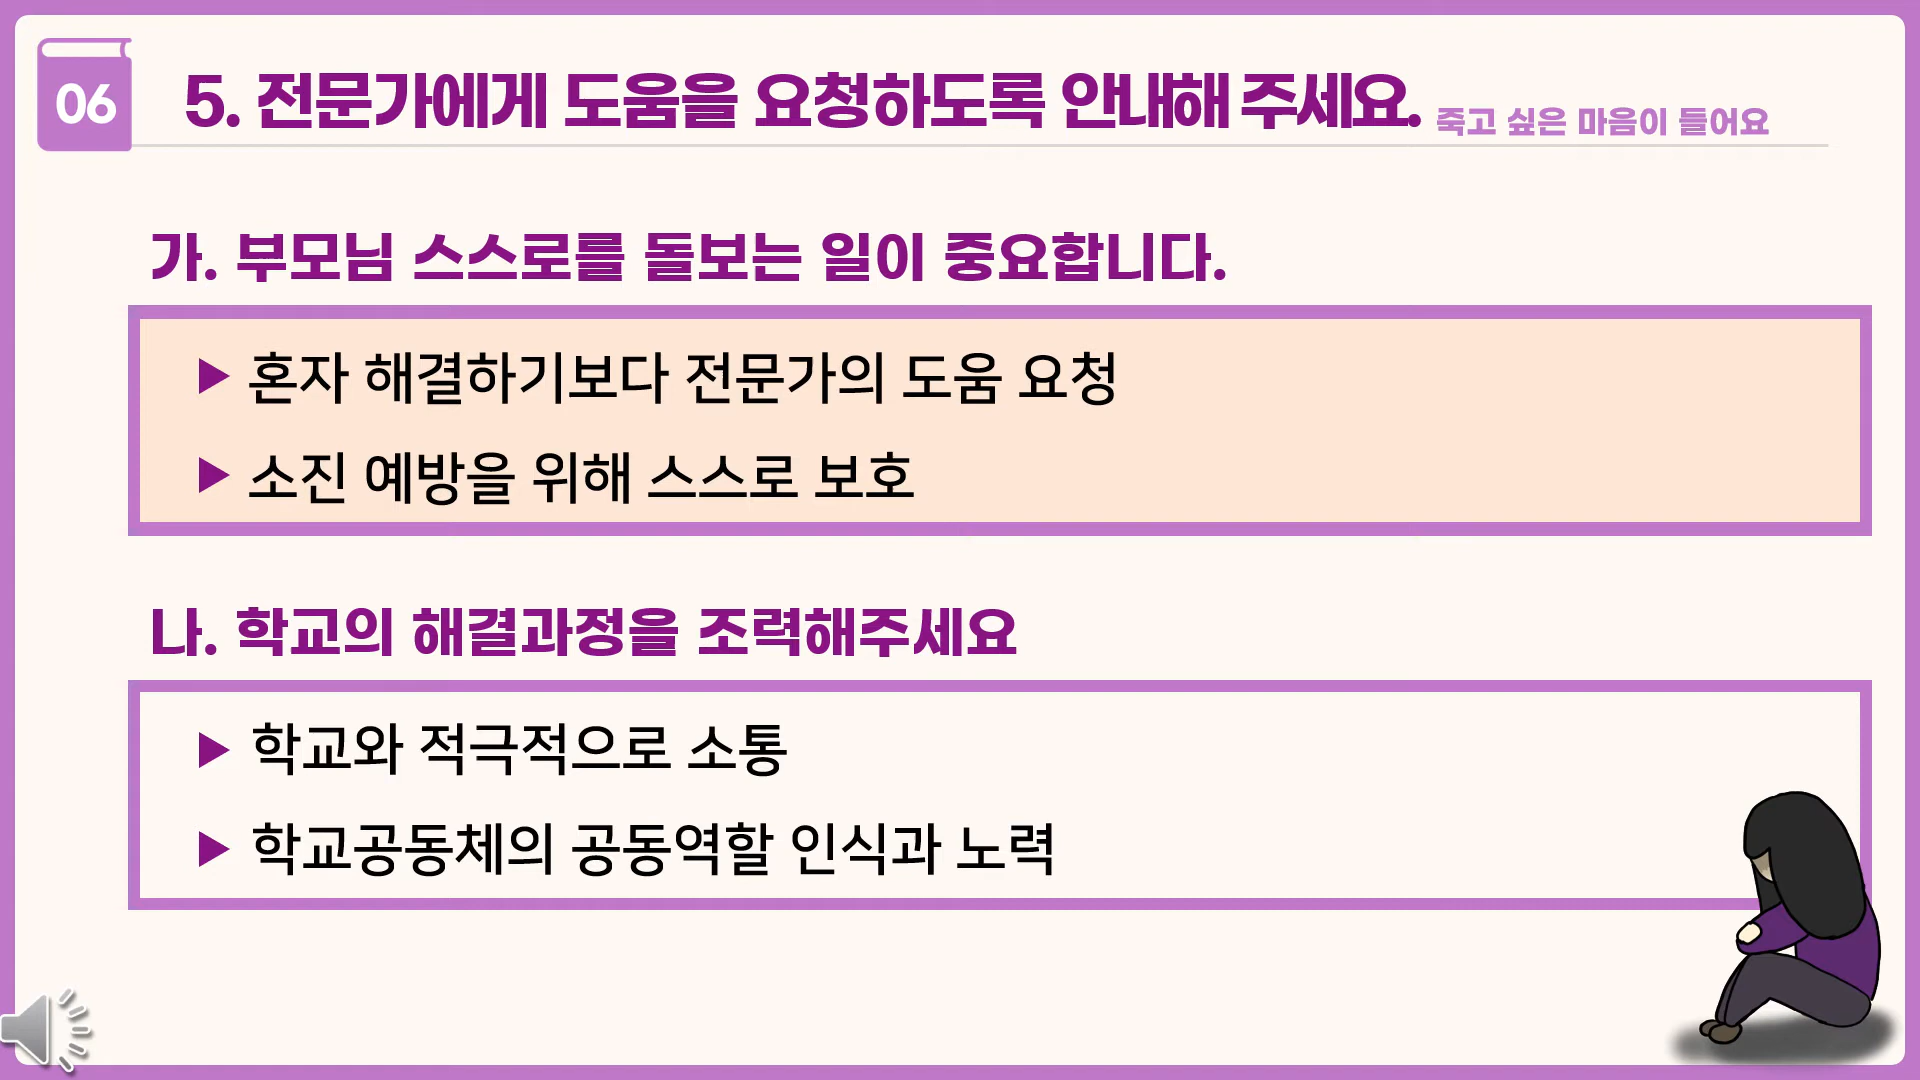 06
5. 전문가에게 도움을 요청하도록 안내해 주세요. 죽고 싶은 마음이 들어요
가. 부모님 스스로를 돌보는 일이 중요합니다.
▶ 혼자 해결하기보다 전문가의 도움 요청
▶ 소진 예방을 위해 스스로 보호
나. 학교의 해결과정을 조력해주세요
▶ 학교와 적극적으로 소통
▶ 학교공동체의 공동역할 인식과 노력